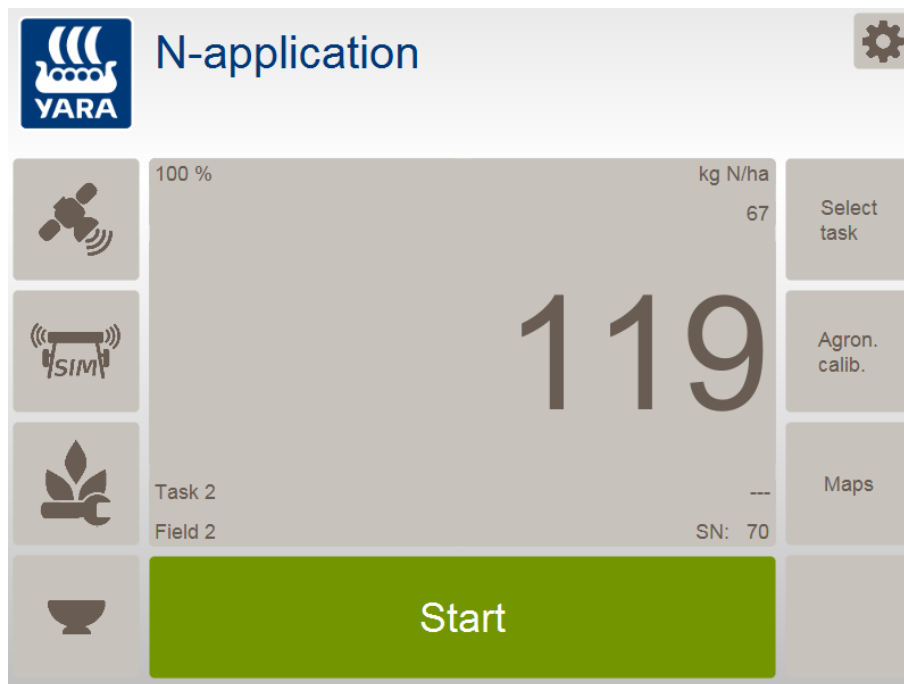 YARA
N-application
100 %
kg N/ha
67
119
Task 2
---
Field 2
SN: 70
SIM
Select
task
Agron.
calib.
Maps
Start